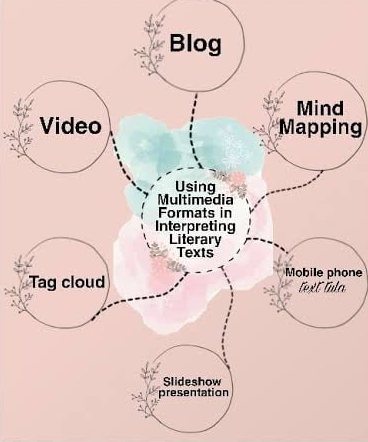 Blog
Video
Mind
Mapping
Using
Multimedia
Formats in
Interpreting
Literary
Texts
Tag cloud
Mobile phone
text tula
Slideshow
presentation